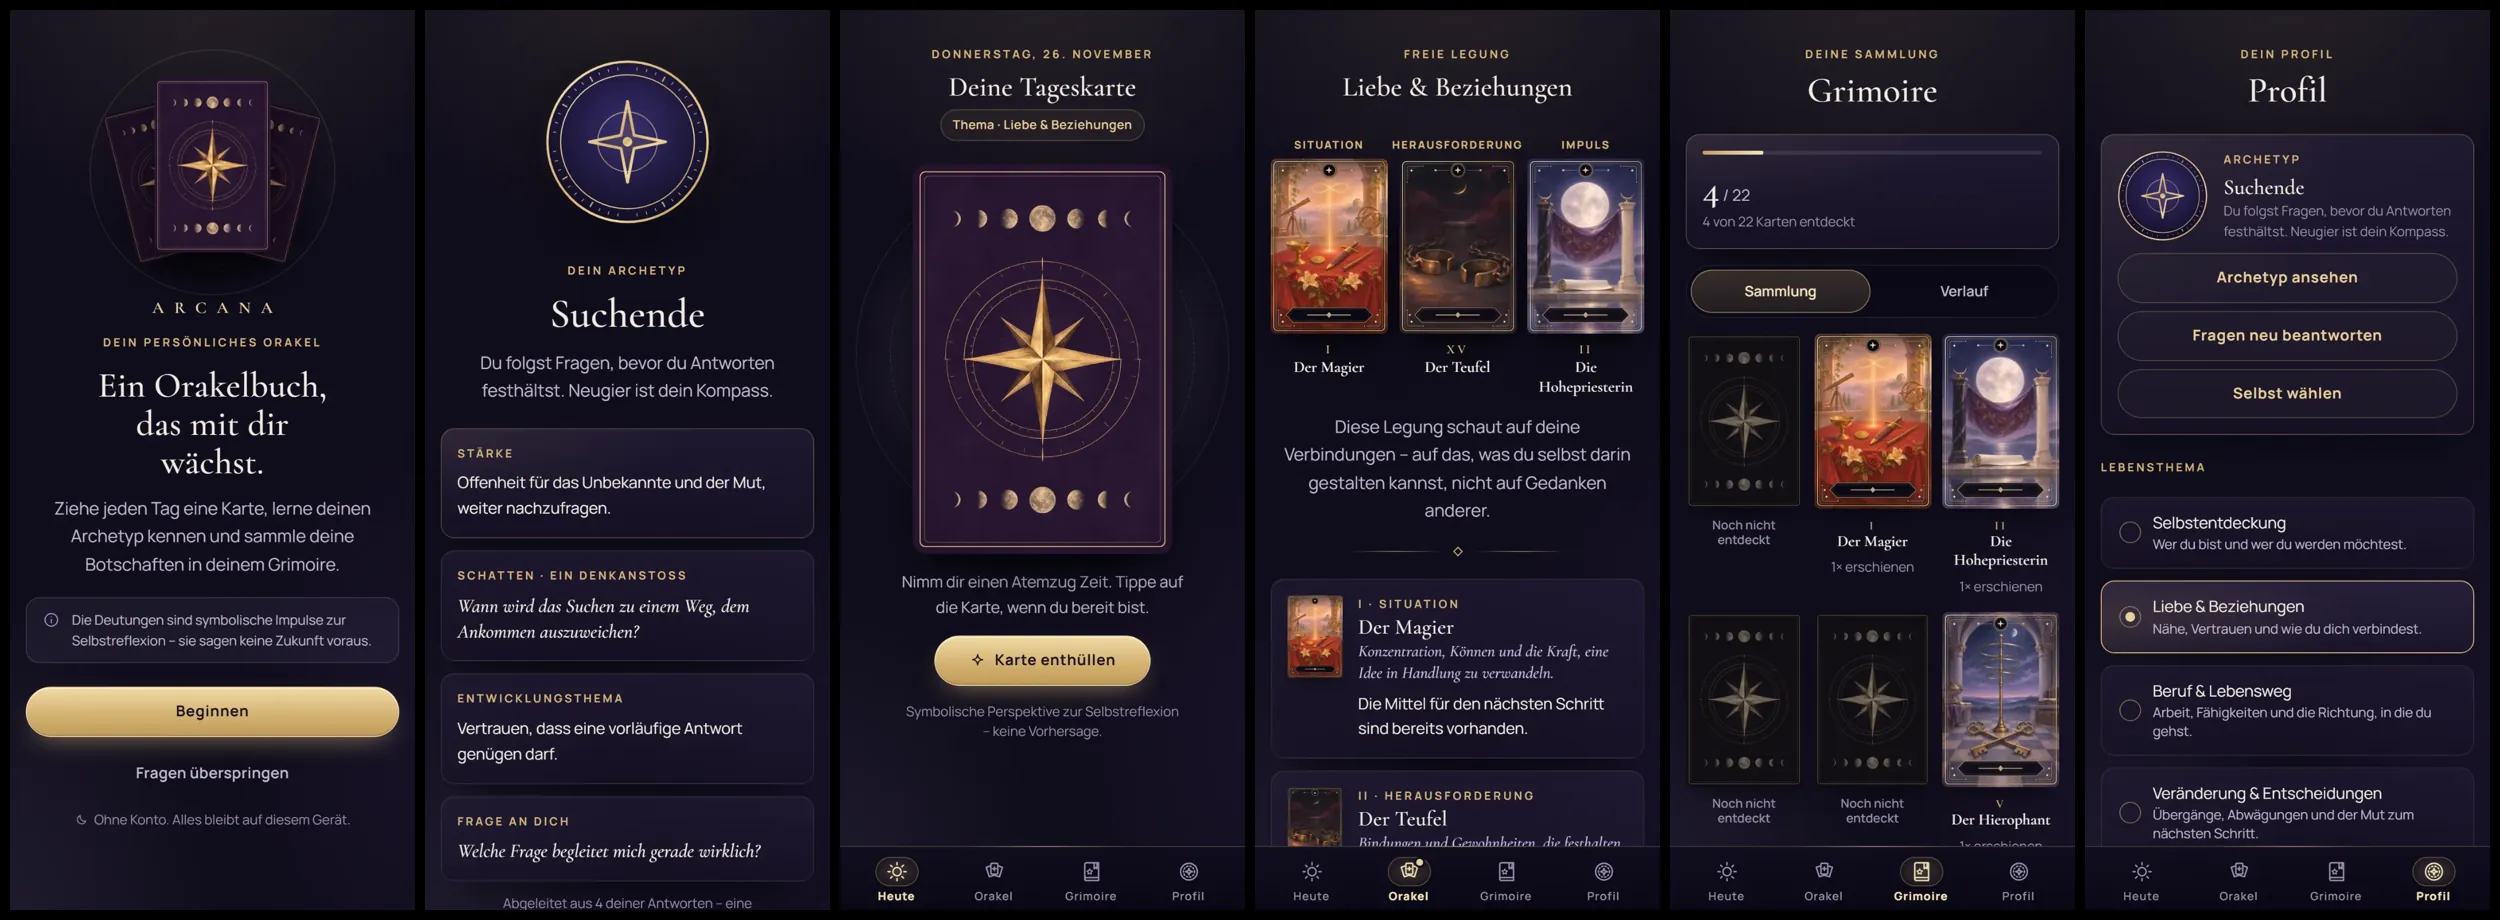 ARCANA
DEIN PERSÖNLICHES ORAKEL
Ein Orakelbuch,
das mit dir
wächst.
Ziehe jeden Tag eine Karte, lerne deinen
Archetyp kennen und sammle deine
Botschaften in deinem Grimoire.
Die Deutungen sind symbolische Impulse zur
Selbstreflexion – sie sagen keine Zukunft voraus.
Beginnen
Fragen überspringen
Ohne Konto. Alles bleibt auf diesem Gerät.
DEIN ARCHETYP
Suchende
Du folgst Fragen, bevor du Antworten
festhältst. Neugier ist dein Kompass.
STÄRKE
Offenheit für das Unbekannte und der Mut,
weiter nachzufragen.
SCHATTEN · EIN DENKANSTOSS
Wann wird das Suchen zu einem Weg, dem
Ankommen auszuweichen?
ENTWICKLUNGSTHEMA
Vertrauen, dass eine vorläufige Antwort
genügen darf.
FRAGE AN DICH
Welche Frage begleitet mich gerade wirklich?
Abgeleitet aus 4 deiner Antworten – eine
DONNERSTAG, 26. NOVEMBER
Deine Tageskarte
Thema · Liebe & Beziehungen
Nimm dir einen Atemzug Zeit. Tippe auf
die Karte, wenn du bereit bist.
Karte enthüllen
Symbolische Perspektive zur Selbstreflexion
– keine Vorhersage.
Heute Orakel Grimoire Profil
FREIE LEGUNG
Liebe & Beziehungen
SITUATION HERAUSFORDERUNG IMPULS
I XV II
Der Magier Der Teufel Die
Hohepriesterin
Diese Legung schaut auf deine
Verbindungen – auf das, was du selbst darin
gestalten kannst, nicht auf Gedanken
anderer.
I · SITUATION
Der Magier
Konzentration, Können und die Kraft, eine
Idee in Handlung zu verwandeln.
Die Mittel für den nächsten Schritt
sind bereits vorhanden.
II · HERAUSFORDERUNG
Der Teufel
Bindungen und Gewohnheiten, die festhalten
Heute Orakel Grimoire Profil
DEINE SAMMLUNG
Grimoire
4 / 22
4 von 22 Karten entdeckt
Sammlung Verlauf
Noch nicht
entdeckt
I
Der Magier
1× erschienen
II
Die
Hohepriesterin
1× erschienen
Noch nicht
entdeckt
Noch nicht
entdeckt
V
Der Hierophant
1× erschienen
Heute Orakel Grimoire Profil
DEIN PROFIL
Profil
ARCHETYP
Suchende
Du folgst Fragen, bevor du Antworten
festhältst. Neugier ist dein Kompass.
Archetyp ansehen
Fragen neu beantworten
Selbst wählen
LEBENSTHEMA
Selbstentdeckung
Wer du bist und wer du werden möchtest.
Liebe & Beziehungen
Nähe, Vertrauen und wie du dich verbindest.
Beruf & Lebensweg
Arbeit, Fähigkeiten und die Richtung, in die du
gehst.
Veränderung & Entscheidungen
Übergänge, Abwägungen und der Mut zum
nächsten Schritt.
Heute Orakel Grimoire Profil